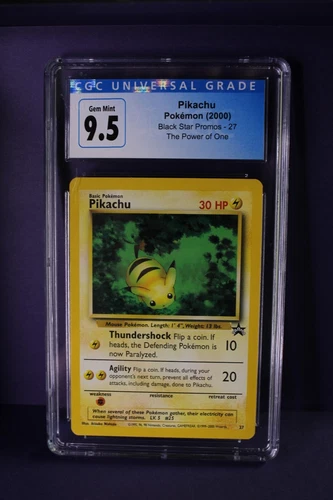 CGC UNIVERSAL GRADE
Gem Mint
9.5
Pikachu
Pokémon (2000)
Black Star Promos - 27
The Power of One
Basic Pokémon
Pikachu
30 HP
Mouse Pokémon. Length: 1' 4", Weight: 13 lbs.
Thundershock Flip a coin. If
heads, the Defending Pokémon is
now Paralyzed.
10
Agility Flip a coin. If heads, during your
opponent's next turn, prevent all effects of
attacks, including damage, done to Pikachu.
20
weakness
resistance
retreat cost
When several of these Pokémon gather, their electricity can
cause lightning storms. LV. 5 #25
27